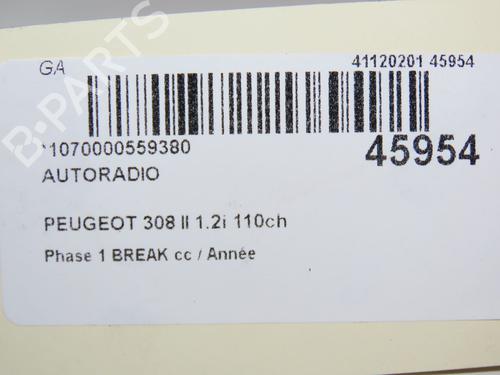 GA 41120201 45954
*1070000559380 45954
AUTORADIO
PEUGEOT 308 II 1.2i 110ch
Phase 1 BREAK cc / Année
B-PARTS